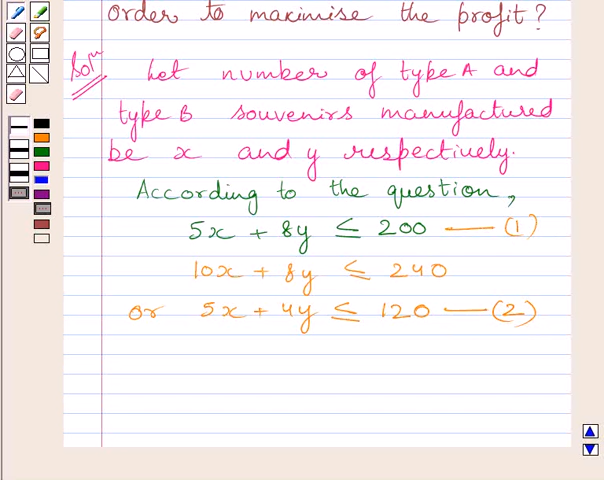 order to maximise the profit?
Solⁿ Let number of type A and
type B souvenirs manufactured
be x and y respectively.
According to the question,
5x + 8y ≤ 200 — (1)
10x + 8y ≤ 240
or 5x + 4y ≤ 120 — (2)